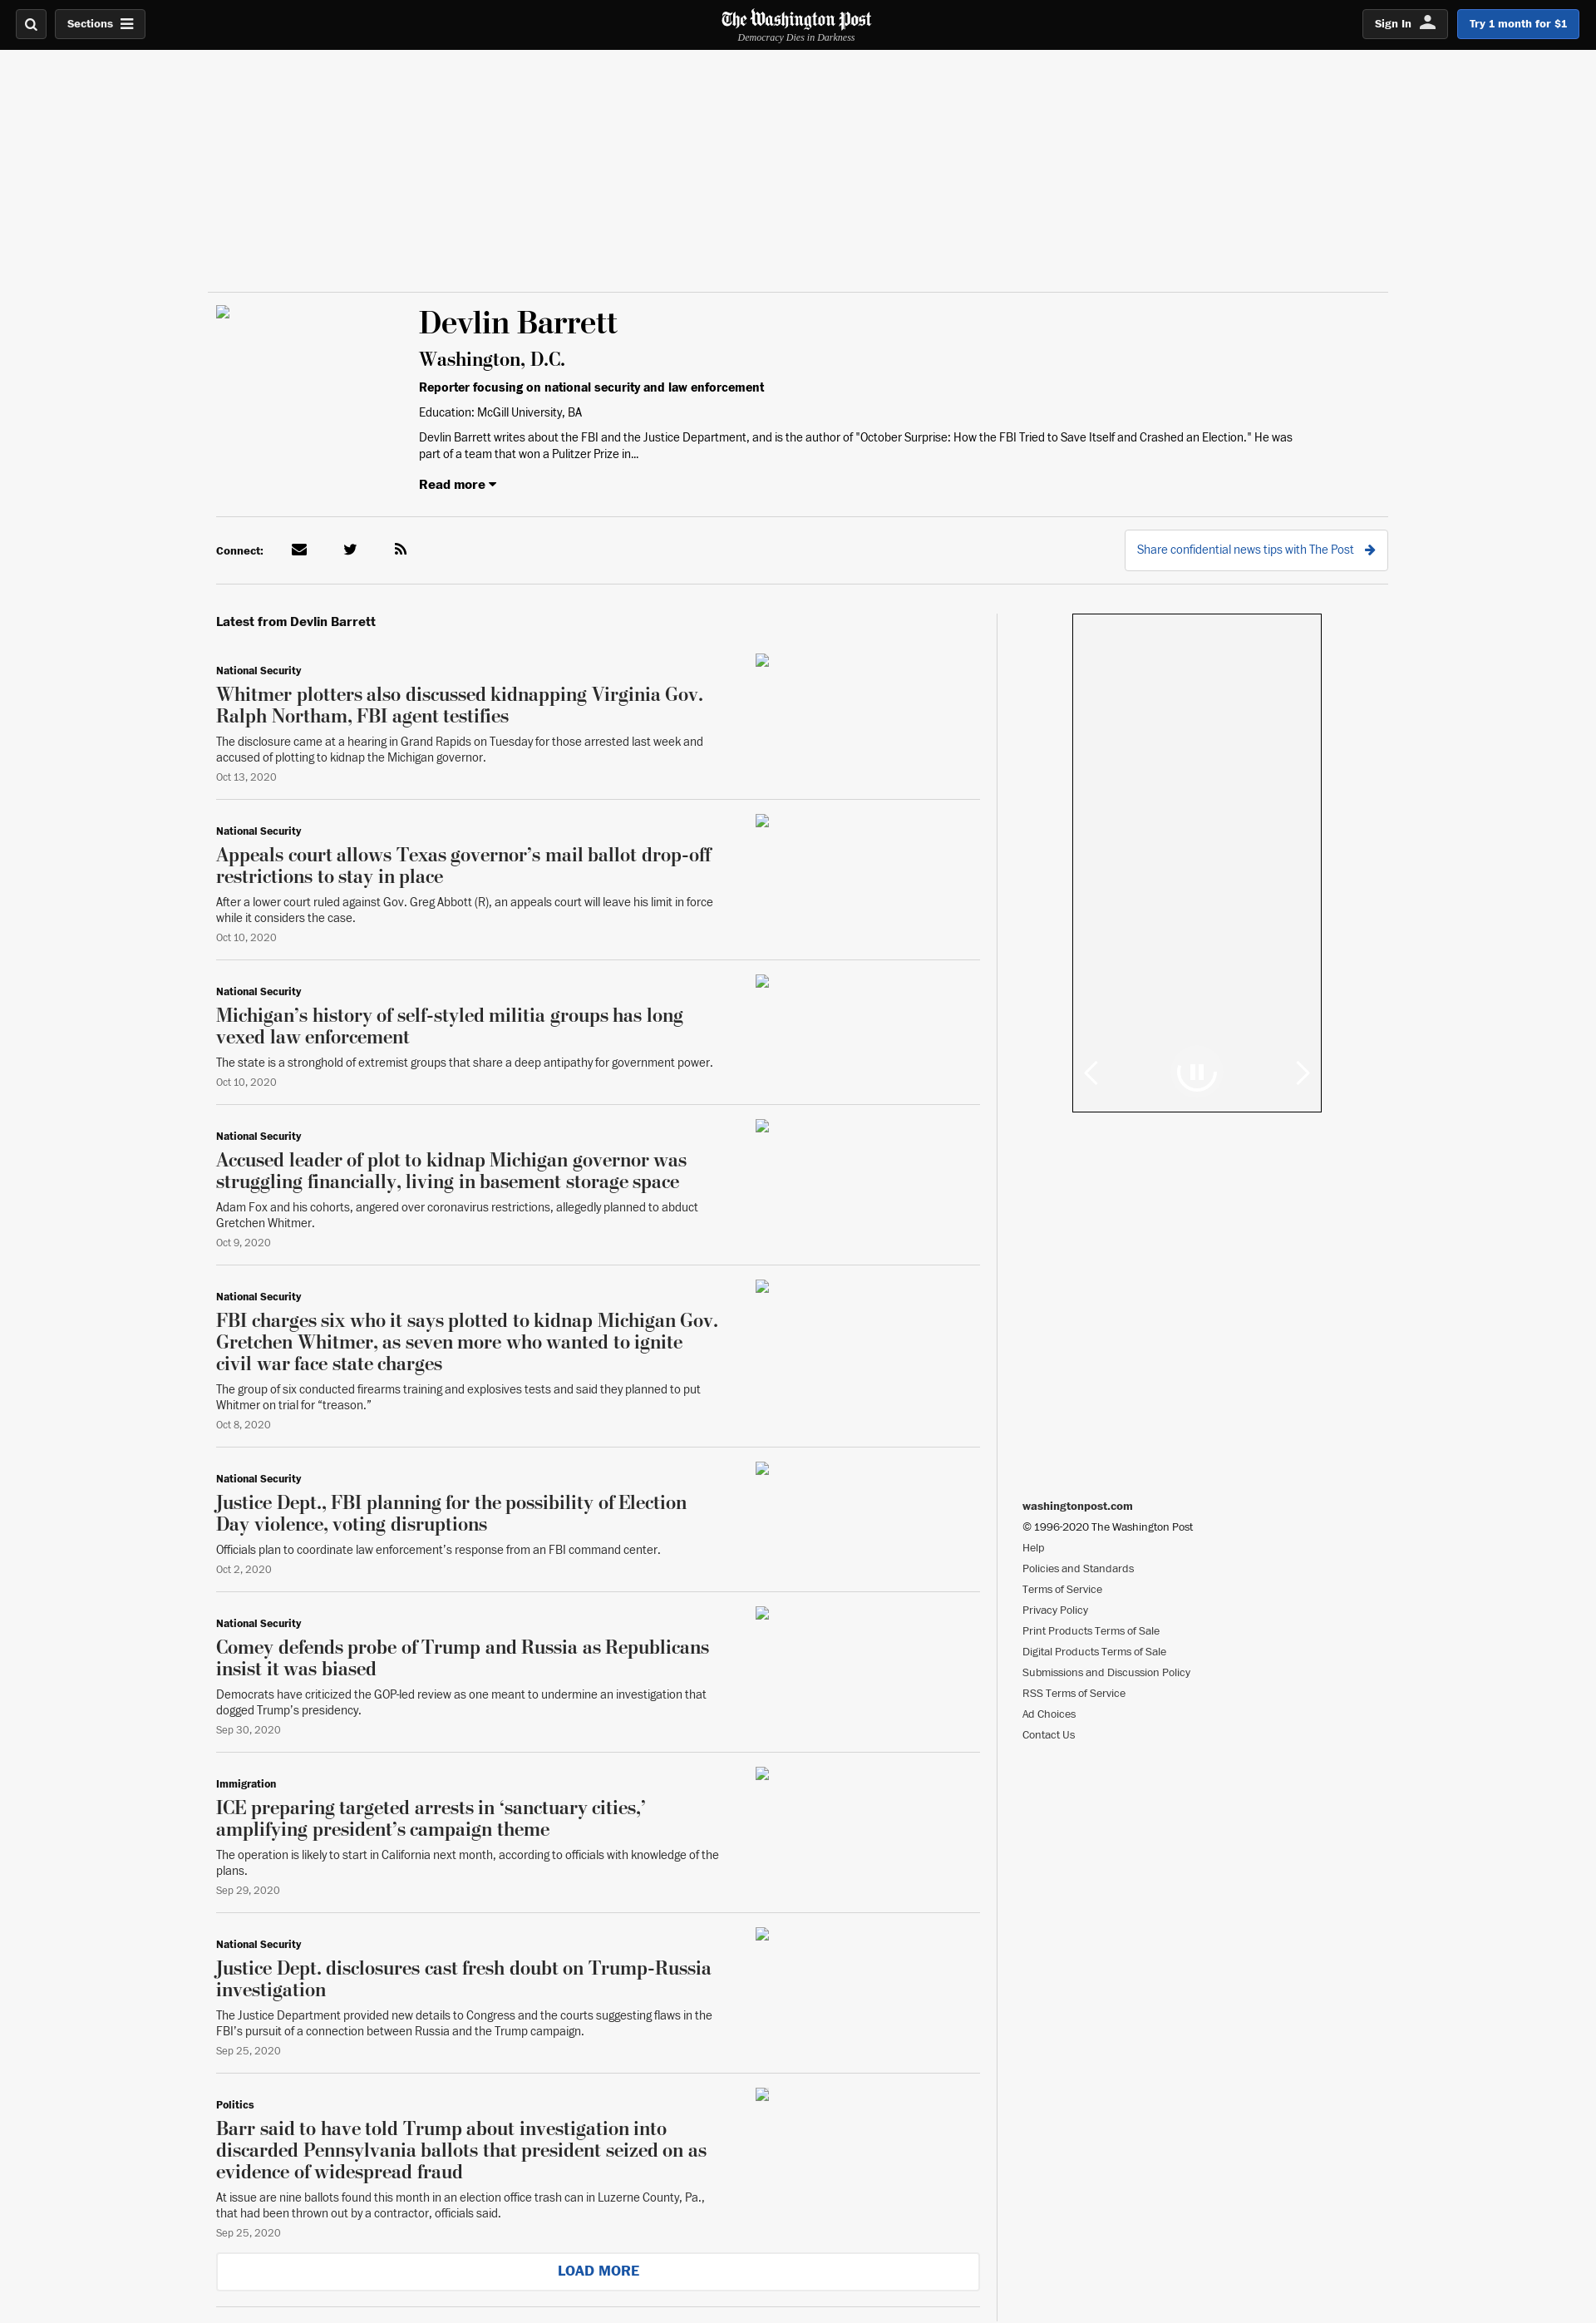 Sections
The Washington Post
Democracy Dies in Darkness
Sign In
Try 1 month for $1
Devlin Barrett
Washington, D.C.
Reporter focusing on national security and law enforcement
Education: McGill University, BA
Devlin Barrett writes about the FBI and the Justice Department, and is the author of "October Surprise: How the FBI Tried to Save Itself and Crashed an Election." He was
part of a team that won a Pulitzer Prize in...
Read more
Connect:
Share confidential news tips with The Post
Latest from Devlin Barrett
National Security
Whitmer plotters also discussed kidnapping Virginia Gov.
Ralph Northam, FBI agent testifies
The disclosure came at a hearing in Grand Rapids on Tuesday for those arrested last week and
accused of plotting to kidnap the Michigan governor.
Oct 13, 2020
National Security
Appeals court allows Texas governor’s mail ballot drop-off
restrictions to stay in place
After a lower court ruled against Gov. Greg Abbott (R), an appeals court will leave his limit in force
while it considers the case.
Oct 10, 2020
National Security
Michigan’s history of self-styled militia groups has long
vexed law enforcement
The state is a stronghold of extremist groups that share a deep antipathy for government power.
Oct 10, 2020
National Security
Accused leader of plot to kidnap Michigan governor was
struggling financially, living in basement storage space
Adam Fox and his cohorts, angered over coronavirus restrictions, allegedly planned to abduct
Gretchen Whitmer.
Oct 9, 2020
National Security
FBI charges six who it says plotted to kidnap Michigan Gov.
Gretchen Whitmer, as seven more who wanted to ignite
civil war face state charges
The group of six conducted firearms training and explosives tests and said they planned to put
Whitmer on trial for “treason.”
Oct 8, 2020
National Security
Justice Dept., FBI planning for the possibility of Election
Day violence, voting disruptions
Officials plan to coordinate law enforcement’s response from an FBI command center.
Oct 2, 2020
National Security
Comey defends probe of Trump and Russia as Republicans
insist it was biased
Democrats have criticized the GOP-led review as one meant to undermine an investigation that
dogged Trump’s presidency.
Sep 30, 2020
Immigration
ICE preparing targeted arrests in ‘sanctuary cities,’
amplifying president’s campaign theme
The operation is likely to start in California next month, according to officials with knowledge of the
plans.
Sep 29, 2020
National Security
Justice Dept. disclosures cast fresh doubt on Trump-Russia
investigation
The Justice Department provided new details to Congress and the courts suggesting flaws in the
FBI’s pursuit of a connection between Russia and the Trump campaign.
Sep 25, 2020
Politics
Barr said to have told Trump about investigation into
discarded Pennsylvania ballots that president seized on as
evidence of widespread fraud
At issue are nine ballots found this month in an election office trash can in Luzerne County, Pa.,
that had been thrown out by a contractor, officials said.
Sep 25, 2020
LOAD MORE
washingtonpost.com
© 1996-2020 The Washington Post
Help
Policies and Standards
Terms of Service
Privacy Policy
Print Products Terms of Sale
Digital Products Terms of Sale
Submissions and Discussion Policy
RSS Terms of Service
Ad Choices
Contact Us